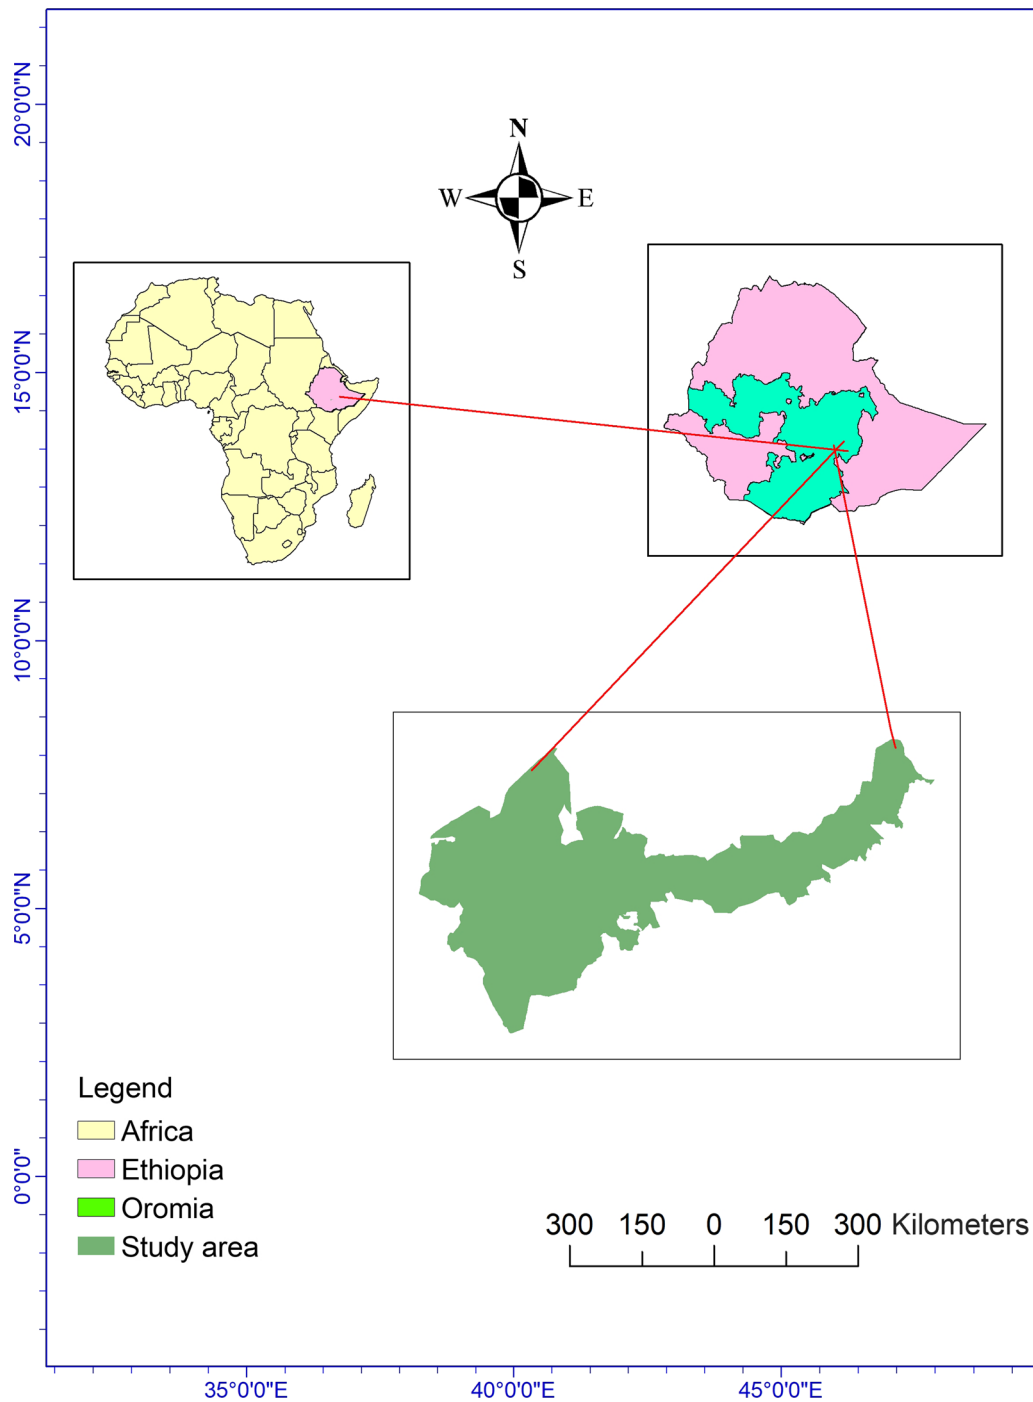 N
W E
S
20°0'0"N
15°0'0"N
10°0'0"N
5°0'0"N
0°0'0"
Legend
Africa
Ethiopia
Oromia
Study area
300 150 0 150 300 Kilometers
35°0'0"E 40°0'0"E 45°0'0"E